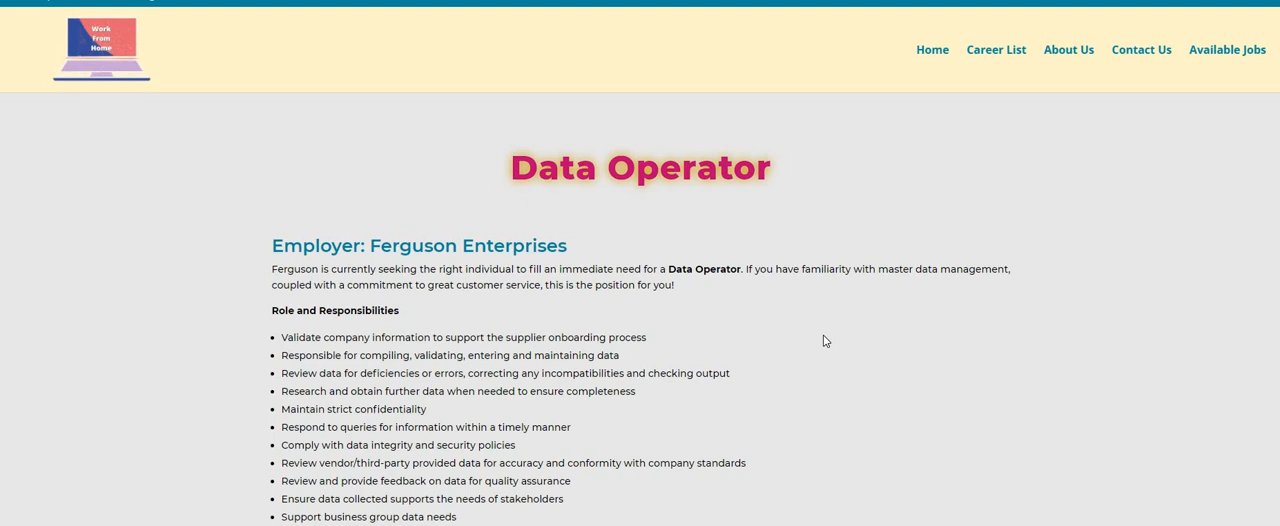 Work
From
Home
Home Career List About Us Contact Us Available Jobs
Data Operator
Employer: Ferguson Enterprises
Ferguson is currently seeking the right individual to fill an immediate need for a Data Operator. If you have familiarity with master data management,
coupled with a commitment to great customer service, this is the position for you!
Role and Responsibilities
• Validate company information to support the supplier onboarding process
• Responsible for compiling, validating, entering and maintaining data
• Review data for deficiencies or errors, correcting any incompatibilities and checking output
• Research and obtain further data when needed to ensure completeness
• Maintain strict confidentiality
• Respond to queries for information within a timely manner
• Comply with data integrity and security policies
• Review vendor/third-party provided data for accuracy and conformity with company standards
• Review and provide feedback on data for quality assurance
• Ensure data collected supports the needs of stakeholders
• Support business group data needs